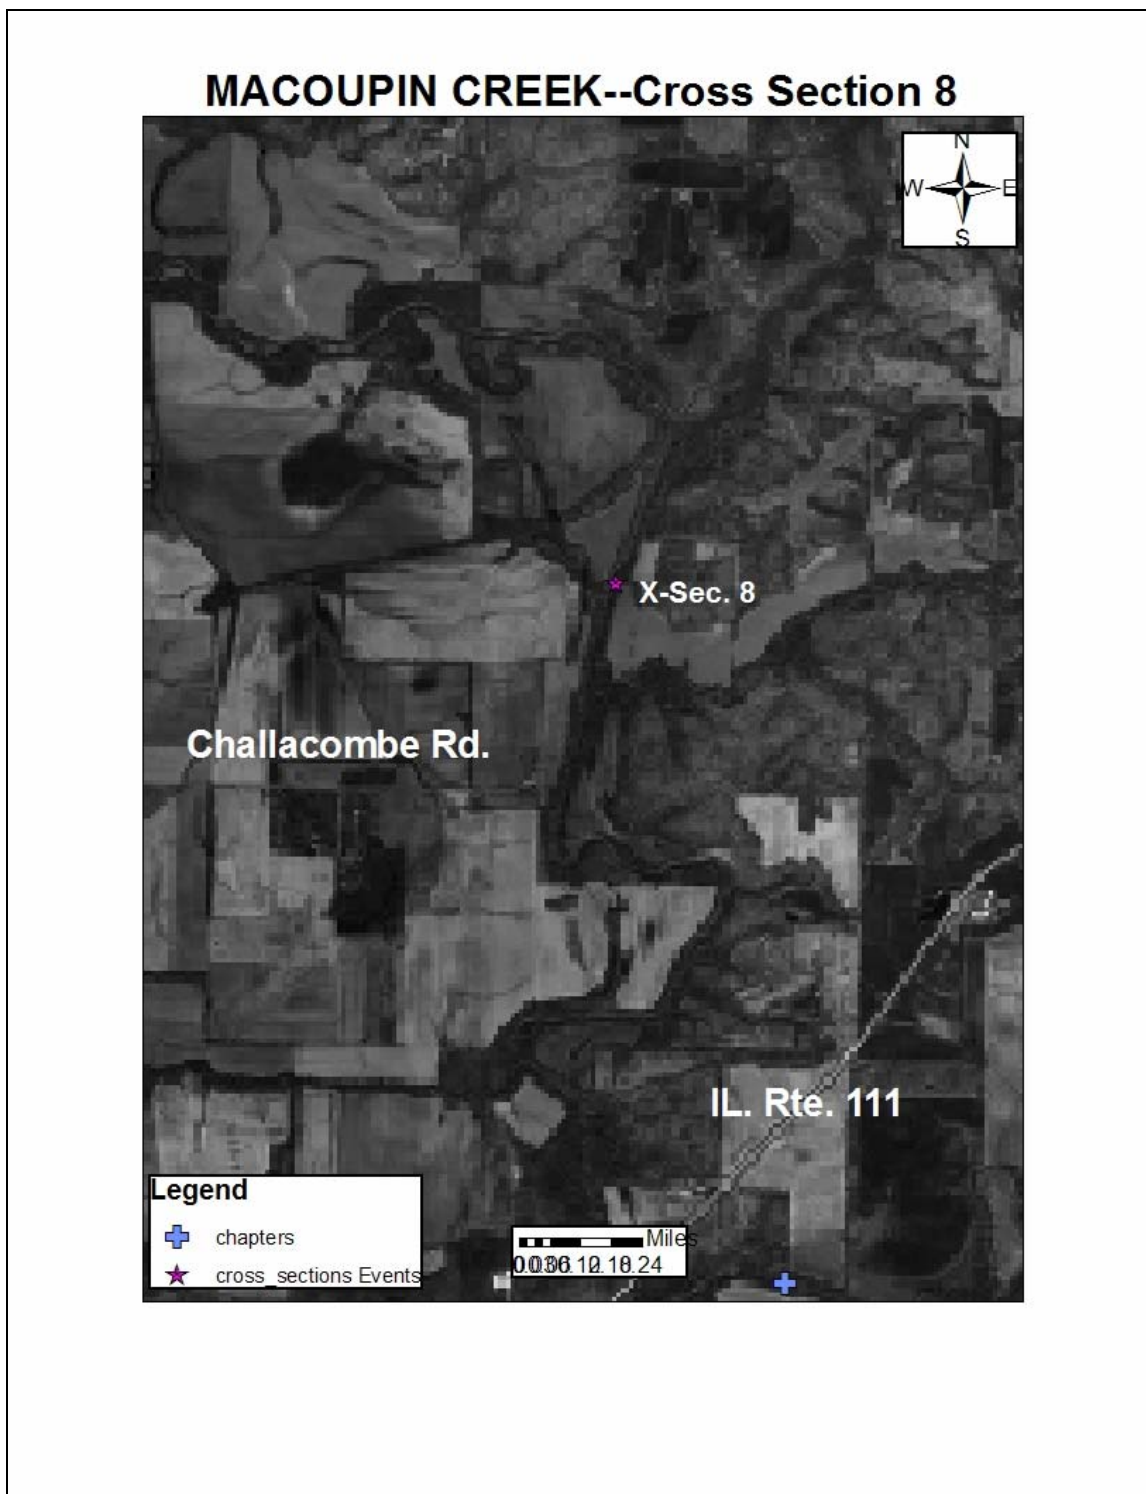 MACOUPIN CREEK--Cross Section 8
N
W E
S
X-Sec. 8
Challacombe Rd.
IL. Rte. 111
Legend
chapters
cross_sections Events
Miles